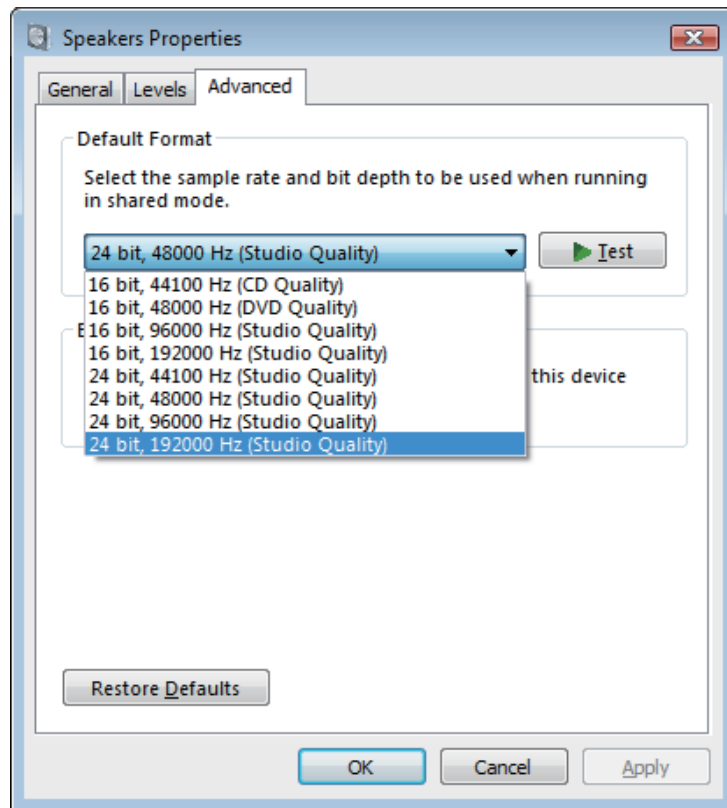 Speakers Properties
General
Levels
Advanced
Default Format
Select the sample rate and bit depth to be used when running
in shared mode.
24 bit, 48000 Hz (Studio Quality)
Test
16 bit, 44100 Hz (CD Quality)
16 bit, 48000 Hz (DVD Quality)
E
16 bit, 96000 Hz (Studio Quality)
16 bit, 192000 Hz (Studio Quality)
24 bit, 44100 Hz (Studio Quality)
this device
24 bit, 48000 Hz (Studio Quality)
24 bit, 96000 Hz (Studio Quality)
24 bit, 192000 Hz (Studio Quality)
Restore Defaults
OK
Cancel
Apply